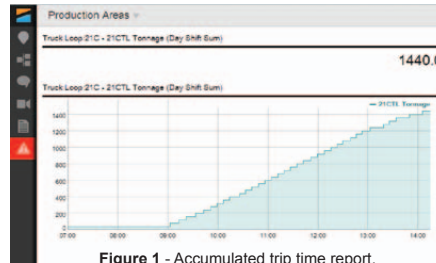 Production Areas
Truck Loop 21C - 21CTL Tonnage (Day Shift Sum)
1440.0
Truck Loop 21C - 21CTL Tonnage (Day Shift Sum)
21CTL Tonnage
1400
1200
1000
800
600
400
200
0
07:00 08:00 09:00 10:00 11:00 12:00 13:00 14:00
Figure 1 - Accumulated trip time report.